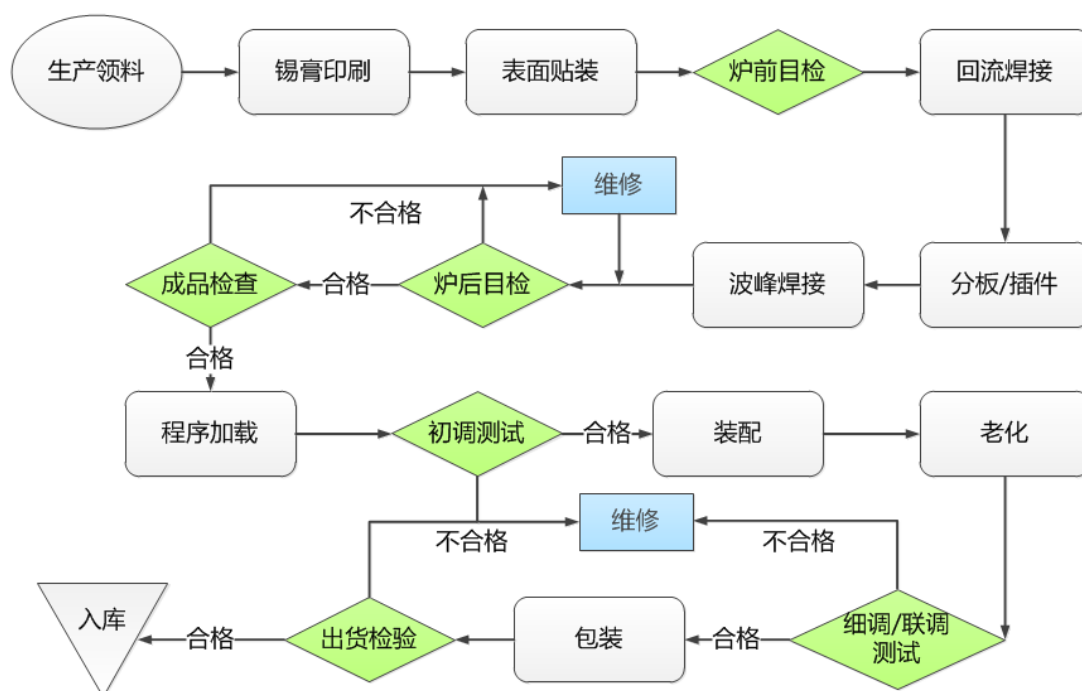 生产领料
锡膏印刷
表面贴装
炉前目检
回流焊接
维修
不合格
成品检查
合格
炉后目检
波峰焊接
分板/插件
合格
程序加载
初调测试
合格
装配
老化
维修
不合格
不合格
入库
合格
出货检验
包装
合格
细调/联调
测试